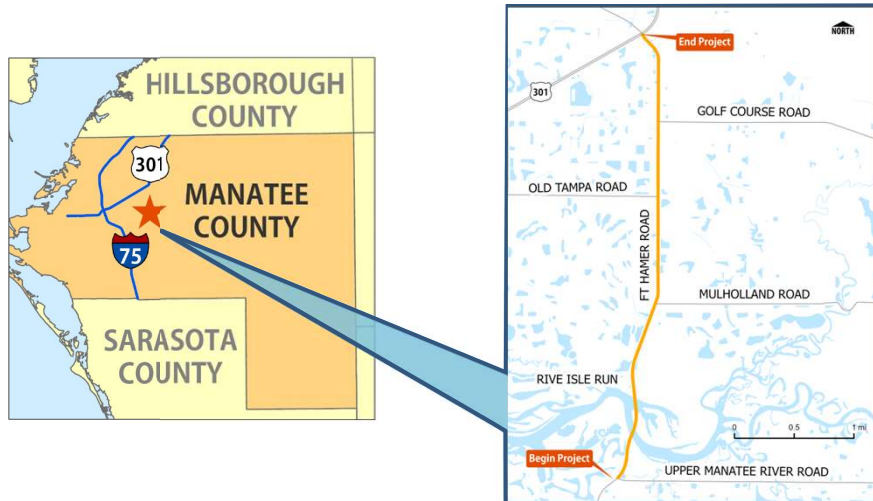 HILLSBOROUGH
COUNTY
301
MANATEE
COUNTY
75
SARASOTA
COUNTY
End Project
NORTH
301
GOLF COURSE ROAD
OLD TAMPA ROAD
FT HAMER ROAD
MULHOLLAND ROAD
RIVE ISLE RUN
0 0.5 1 mi
Begin Project
UPPER MANATEE RIVER ROAD